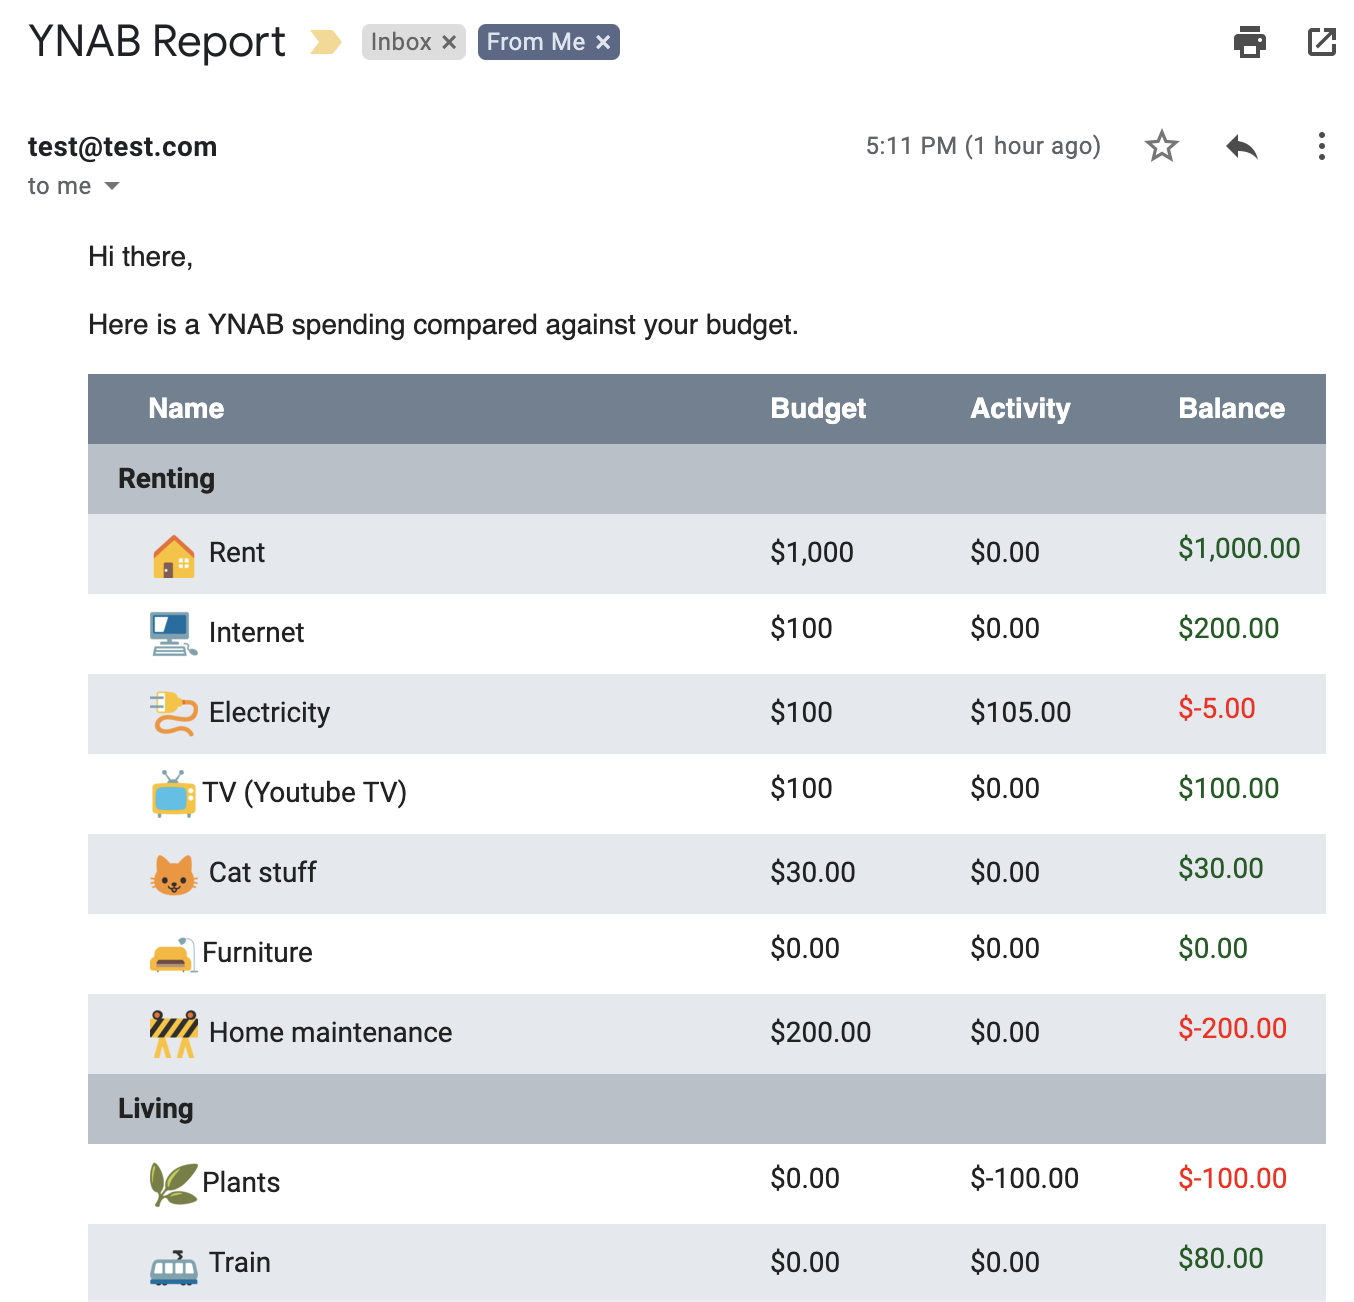 YNAB Report Inbox × From Me ×
test@test.com 5:11 PM (1 hour ago)
to me
Hi there,
Here is a YNAB spending compared against your budget.
Name Budget Activity Balance
Renting
Rent $1,000 $0.00 $1,000.00
Internet $100 $0.00 $200.00
Electricity $100 $105.00 $-5.00
TV (Youtube TV) $100 $0.00 $100.00
Cat stuff $30.00 $0.00 $30.00
Furniture $0.00 $0.00 $0.00
Home maintenance $200.00 $0.00 $-200.00
Living
Plants $0.00 $-100.00 $-100.00
Train $0.00 $0.00 $80.00